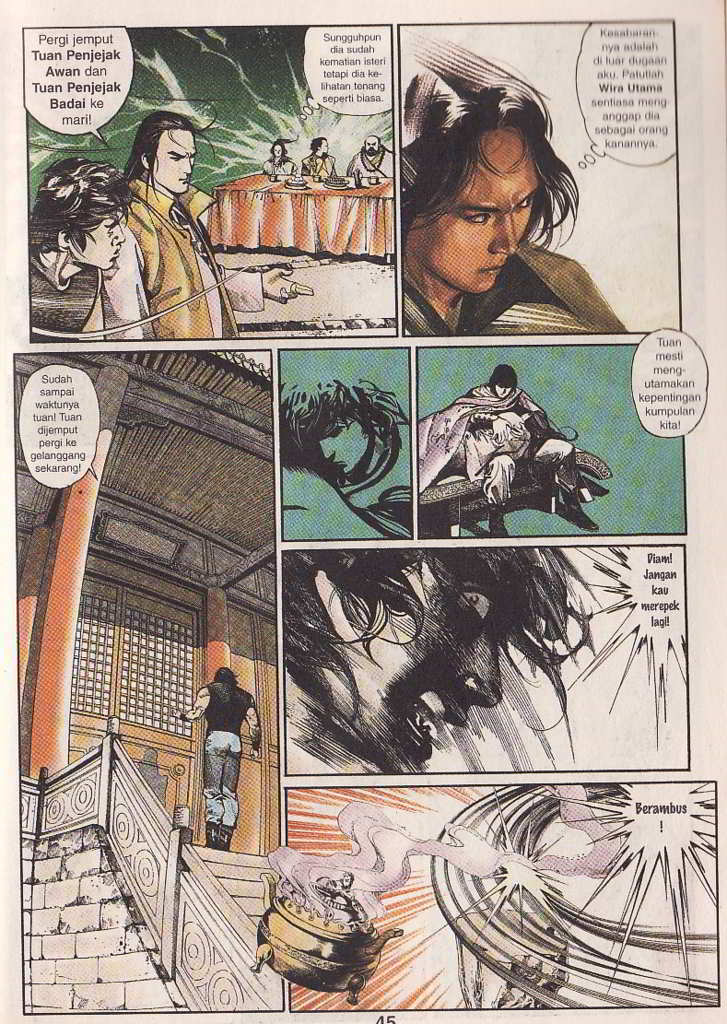 Pergi jemput
Tuan Penjejak
Awan dan
Tuan Penjejak
Badai ke
mari!
Sungguhpun
dia sudah
kematian isteri
tetapi dia ke-
lihatan tenang
seperti biasa.
Kesabaran-
nya adalah
di luar dugaan
aku. Patutlah
Wira Utama
sentiasa meng-
anggap dia
sebagai orang
kanannya.
Sudah
sampai
waktunya
tuan! Tuan
dijemput
pergi ke
gelanggang
sekarang!
Tuan
mesti
meng-
utamakan
kepentingan
kumpulan
kita!
Diam!
Jangan
kau
merepek
lagi!
Berambus
!
45